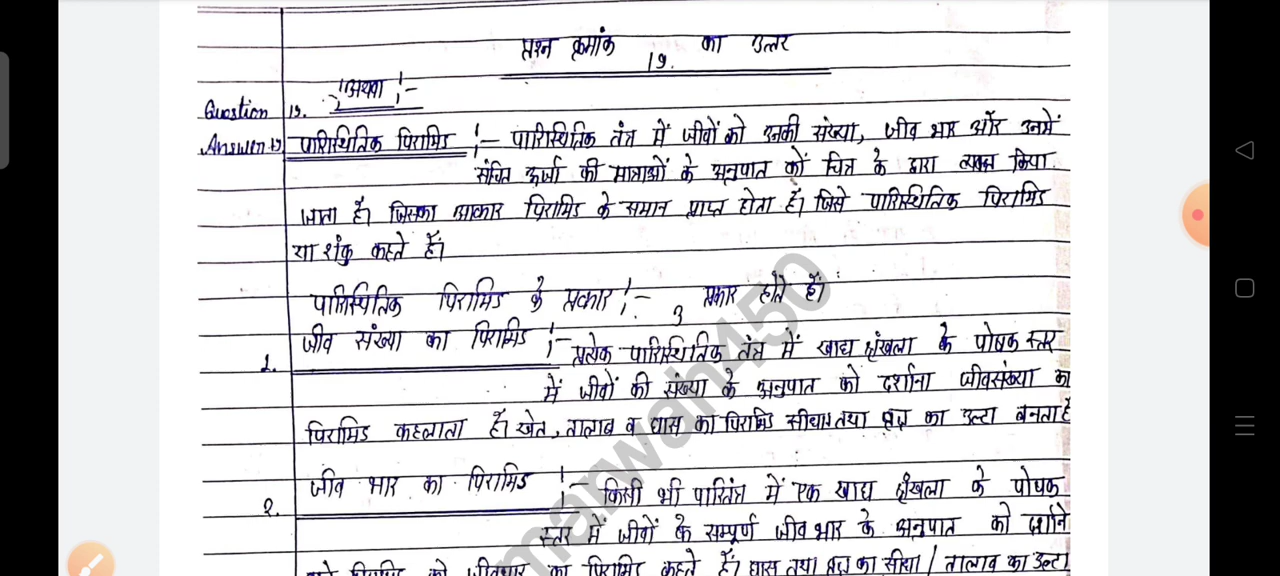 प्रश्न क्रमांक 19. का उत्तर
अथवा :-
Question 19.
Answer 19 पारिस्थितिक पिरामिड :- पारिस्थितिक तंत्र में जीवों को उनकी संख्या, जीव भार और उनमें
संचित ऊर्जा की मात्राओं के अनुपात को चित्र के द्वारा व्यक्त किया
जाता हैं। जिसका आकार पिरामिड के समान प्राप्त होता हैं। जिसे पारिस्थितिक पिरामिड
या शंकु कहते हैं।
पारिस्थितिक पिरामिड के प्रकार :- 3 प्रकार होते हैं।
1. जीव संख्या का पिरामिड :- प्रत्येक पारिस्थितिक तंत्र में खाद्य श्रृंखला के पोषक स्तर
में जीवों की संख्या के अनुपात को दर्शाना जीवसंख्या का
पिरामिड कहलाता हैं। खेत, तालाब व घास का पिरामिड सीधा तथा वृक्ष का उल्टा बनता है
2. जीव भार का पिरामिड :- किसी भी पारितंत्र में एक खाद्य श्रृंखला के पोषक
स्तर में जीवों के सम्पूर्ण जीव भार के अनुपात को दर्शाने
वाले पिरामिड को जीवभार का पिरामिड कहते हैं। घास तथा वृक्ष का सीधा / तालाब का उल्टा
marwah450